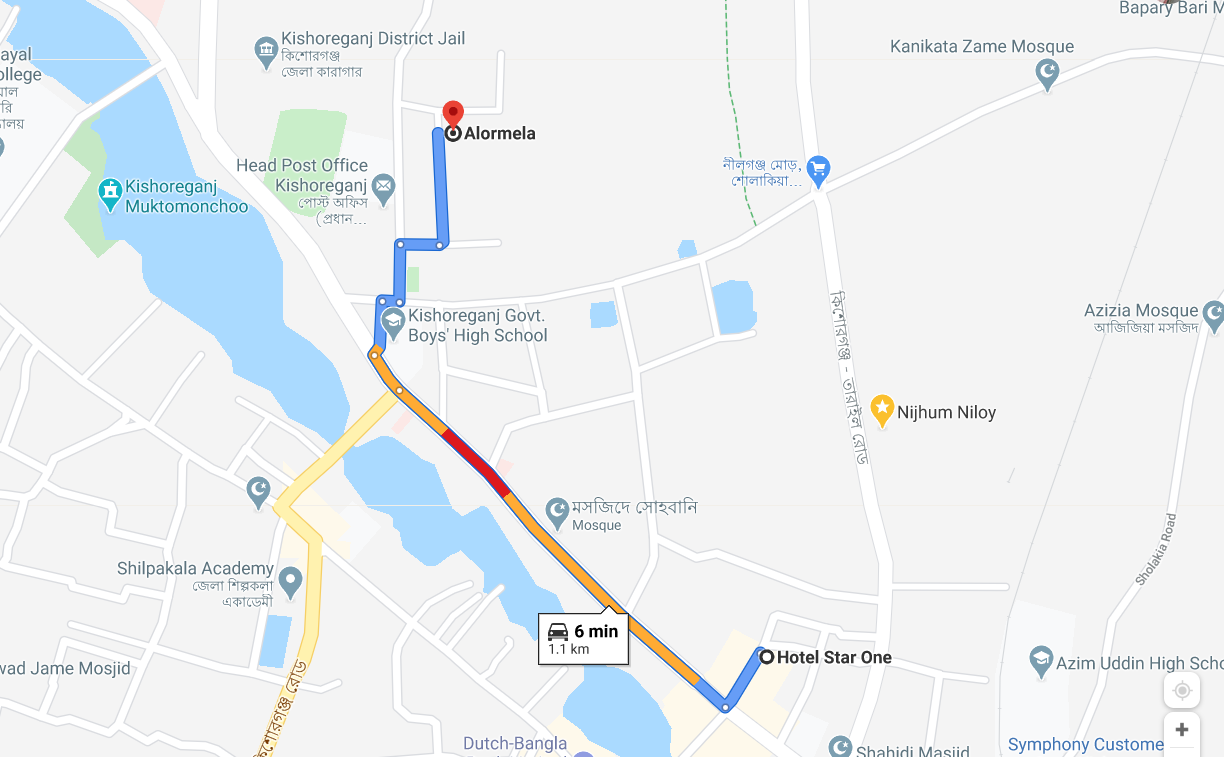 Bapary Bari M
Kishoreganj District Jail
কিশোরগঞ্জ
জেলা কারাগার
Kanikata Zame Mosque
ayal
ollege
Alormela
নীলগঞ্জ মোড়,
শোলাকিয়া...
Head Post Office
Kishoreganj
পোস্ট অফিস
(প্রধান...
Kishoreganj
Muktomonchoo
Kishoreganj Govt.
Boys' High School
কিশোরগঞ্জ - তারাইল রোড
Azizia Mosque
আজিজিয়া মসজিদ
Nijhum Niloy
মসজিদে সোহবানি
Mosque
Sholakia Road
Shilpakala Academy
জেলা শিল্পকলা
একাডেমী
6 min
1.1 km
Hotel Star One
wad Jame Mosjid
Azim Uddin High Scho
কিশোরগঞ্জ রোড
Dutch-Bangla
Shahidi Masjid
Symphony Custome